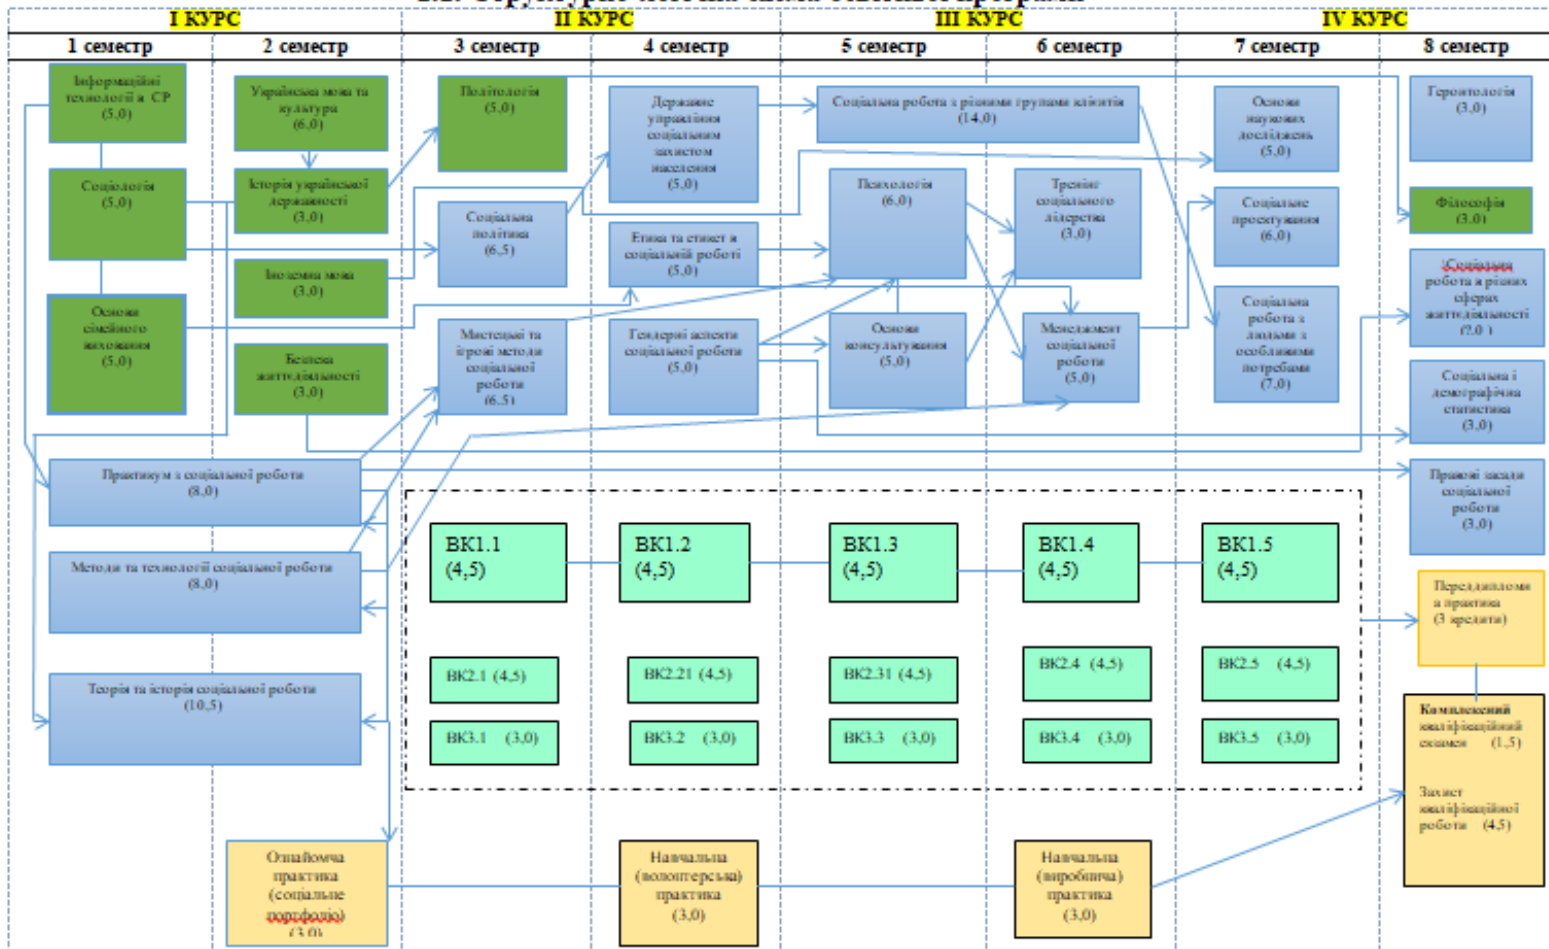 2.2. Структурно-логічна схема освітньої програми
І КУРС
ІІ КУРС
ІІІ КУРС
IV КУРС
1 семестр
2 семестр
3 семестр
4 семестр
5 семестр
6 семестр
7 семестр
8 семестр
Інформаційні
технології в СР
(5,0)
Українська мова та
культура
(6,0)
Політологія
(5,0)
Державне
управління
соціальним
захистом
населення
(5,0)
Соціальна робота з різними групами клієнтів
(14,0)
Основи
наукових
досліджень
(5,0)
Геронтологія
(3,0)
Соціологія
(5,0)
Історія української
державності
(3,0)
Соціальна
політика
(6,5)
Етика та етикет в
соціальній роботі
(5,0)
Психологія
(6,0)
Тренінг
соціального
лідерства
(3,0)
Соціальне
проектування
(6,0)
Філософія
(3,0)
Іноземна мова
(3,0)
Соціальна
робота в різних
сферах
життєдіяльності
Основи
сімейного
виховання
(5,0)
Безпека
життєдіяльності
(3,0)
Мистецькі та
ігрові методи
соціальної
роботи
(6,5)
Гендерні аспекти
соціальної роботи
(5,0)
Основи
консультування
(5,0)
Менеджмент
соціальної
роботи
(5,0)
Соціальна
робота з
людьми з
особливими
потребами
(7,0)
Соціальна і
демографічна
статистика
(3,0)
Практикум з соціальної роботи
(8,0)
Правові засади
соціальної
роботи
(3,0)
Методи та технології соціальної роботи
(8,0)
Теорія та історія соціальної роботи
(10,5)
ВК1.1
(4,5)
ВК1.2
(4,5)
ВК1.3
(4,5)
ВК1.4
(4,5)
ВК1.5
(4,5)
ВК2.1 (4,5)
ВК2.21 (4,5)
ВК2.31 (4,5)
ВК2.4 (4,5)
ВК2.5 (4,5)
ВК3.1 (3,0)
ВК3.2 (3,0)
ВК3.3 (3,0)
ВК3.4 (3,0)
ВК3.5 (3,0)
Переддипломн
а практика
(3 кредити)
Комплексний
кваліфікаційний
екзамен (1,5)
Захист
кваліфікаційної
роботи (4,5)
Ознайомча
практика
(соціальне
портфоліо)
(3,0)
Навчальна
(волонтерська)
практика
(3,0)
Навчальна
(виробнича)
практика
(3,0)